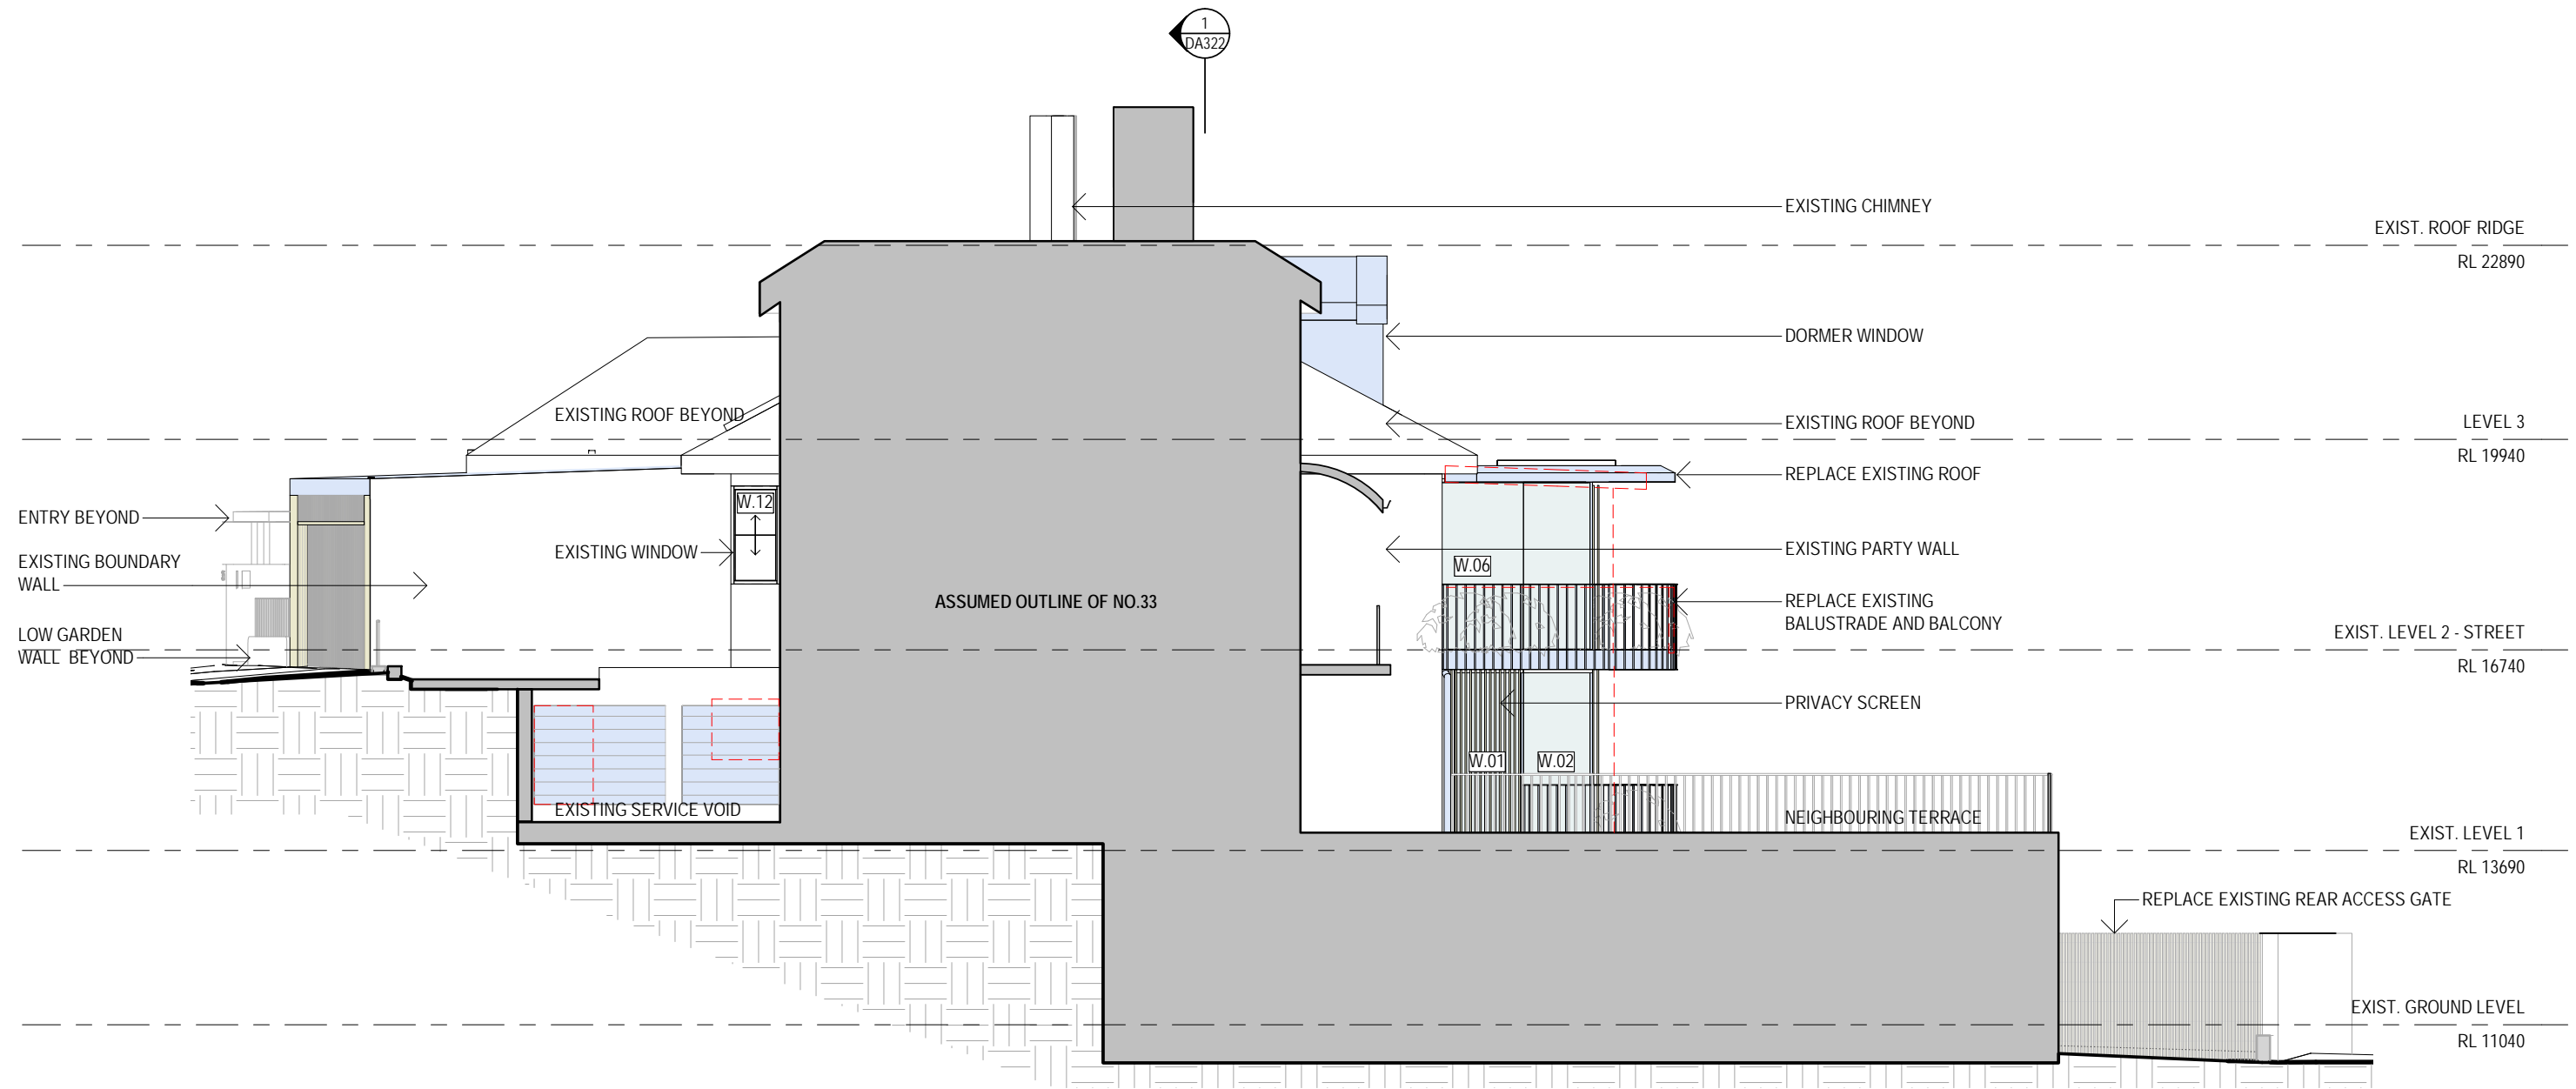 1
DA322
EXISTING CHIMNEY
EXIST. ROOF RIDGE
RL 22890
DORMER WINDOW
EXISTING ROOF BEYOND
EXISTING ROOF BEYOND
LEVEL 3
RL 19940
REPLACE EXISTING ROOF
W.12
ENTRY BEYOND
EXISTING WINDOW
EXISTING PARTY WALL
EXISTING BOUNDARY
WALL
W.06
ASSUMED OUTLINE OF NO.33
REPLACE EXISTING
BALUSTRADE AND BALCONY
LOW GARDEN
WALL BEYOND
EXIST. LEVEL 2 - STREET
RL 16740
PRIVACY SCREEN
W.01
W.02
EXISTING SERVICE VOID
NEIGHBOURING TERRACE
EXIST. LEVEL 1
RL 13690
REPLACE EXISTING REAR ACCESS GATE
EXIST. GROUND LEVEL
RL 11040